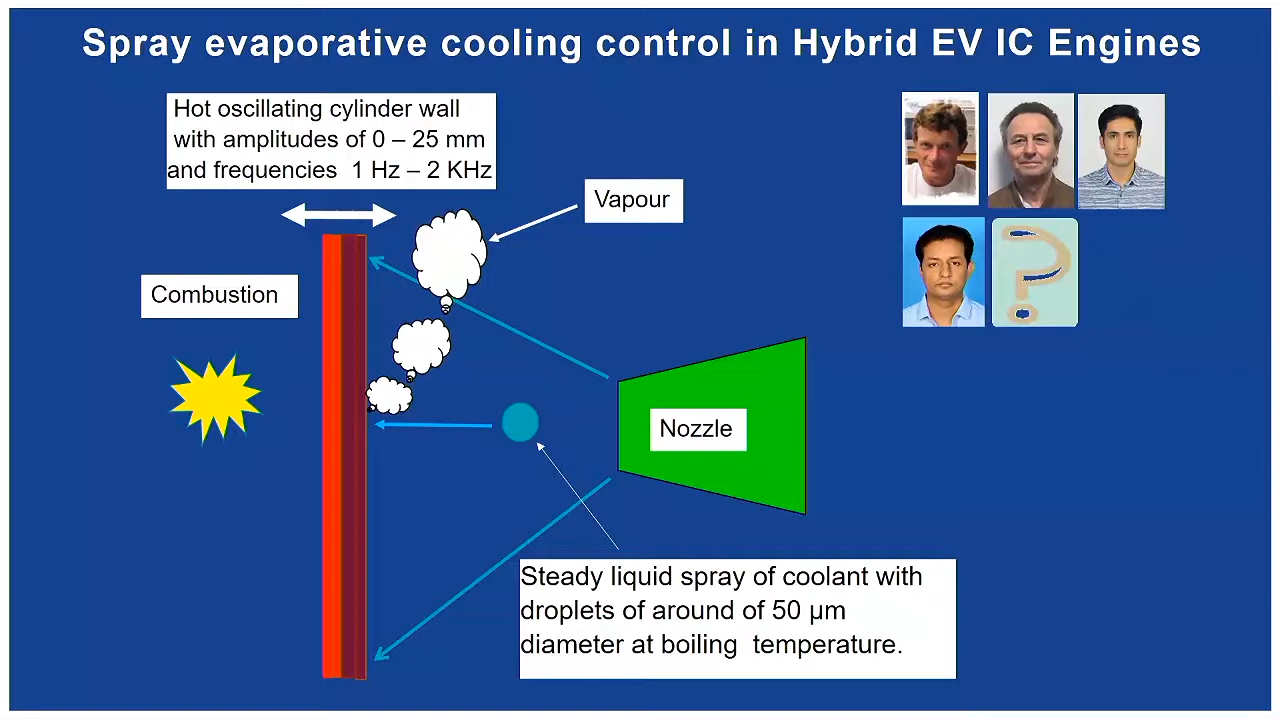 Spray evaporative cooling control in Hybrid EV IC Engines
Hot oscillating cylinder wall
with amplitudes of 0 – 25 mm
and frequencies 1 Hz – 2 KHz
Vapour
Combustion
Nozzle
Steady liquid spray of coolant with
droplets of around of 50 µm
diameter at boiling temperature.